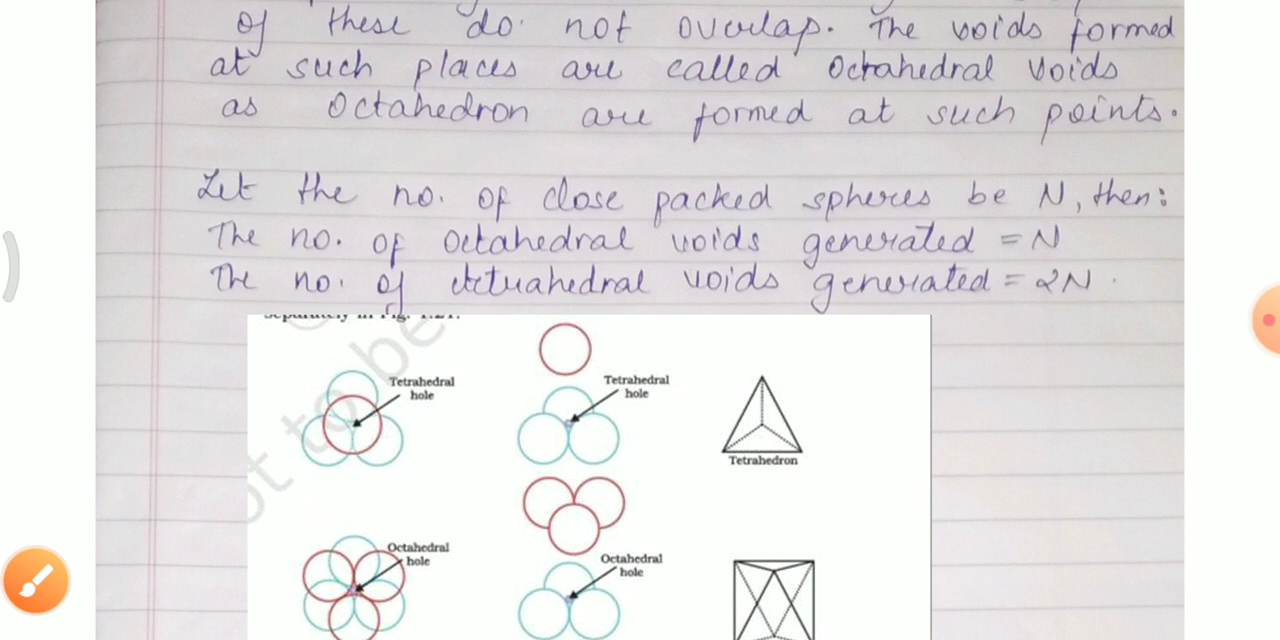 of these do not overlap. The voids formed
at such places are called Octahedral voids
as Octahedron are formed at such points.
Let the no. of close packed spheres be N, then:
The no. of Octahedral voids generated = N
The no. of tetrahedral voids generated = 2N.
Tetrahedral
hole
Tetrahedral
hole
Tetrahedron
Octahedral
hole
Octahedral
hole